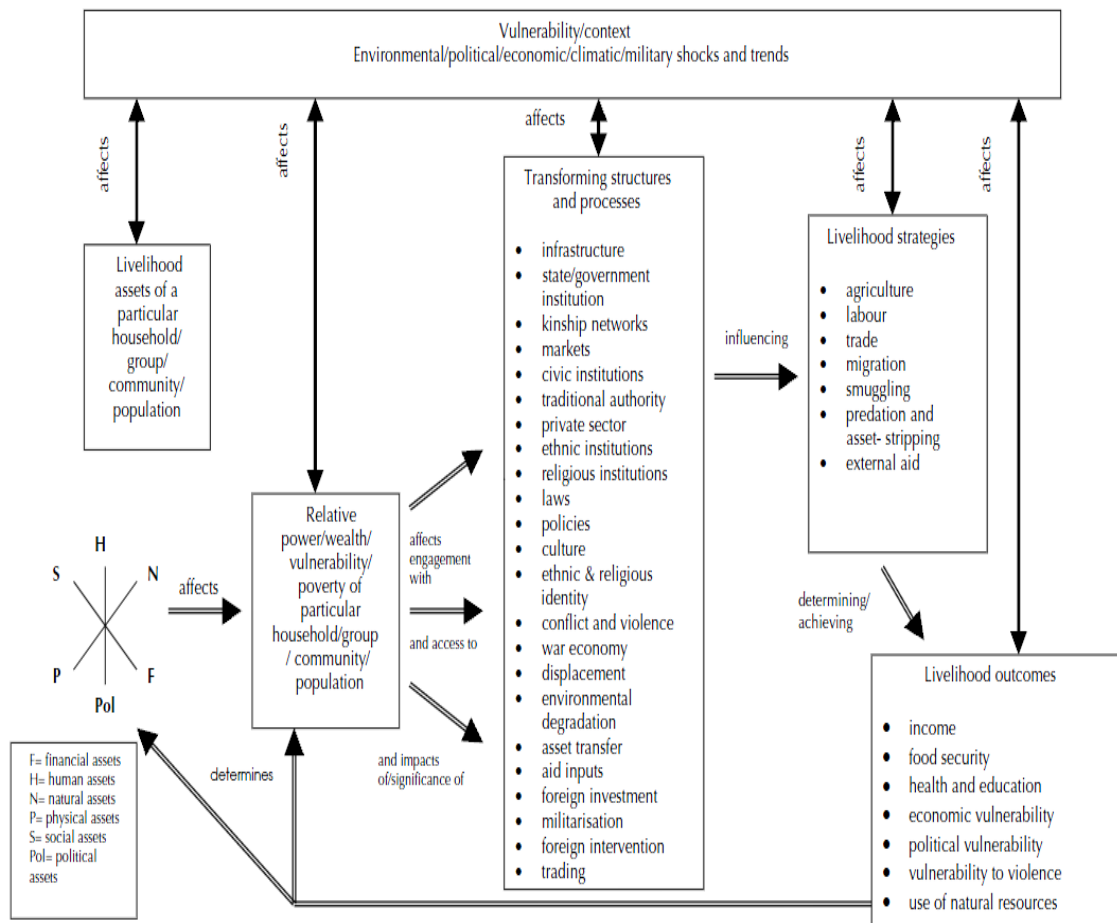 Vulnerability/context
Environmental/political/economic/climatic/military shocks and trends
affects
affects
affects
affects
affects
Livelihood
assets of a
particular
household/
group/
community/
population
Transforming structures
and processes
• infrastructure
• state/government
institution
• kinship networks
• markets
• civic institutions
• traditional authority
• private sector
• ethnic institutions
• religious institutions
• laws
• policies
• culture
• ethnic & religious
identity
• conflict and violence
• war economy
• displacement
• environmental
degradation
• asset transfer
• aid inputs
• foreign investment
• militarisation
• foreign intervention
• trading
influencing
Livelihood strategies
• agriculture
• labour
• trade
• migration
• smuggling
• predation and
asset- stripping
• external aid
H
S
N
P
F
Pol
affects
Relative
power/wealth/
vulnerability/
poverty of
particular
household/group
/ community/
population
affects
engagement
with
and access to
and impacts
of/significance of
determining/
achieving
Livelihood outcomes
• income
• food security
• health and education
• economic vulnerability
• political vulnerability
• vulnerability to violence
• use of natural resources
determines
F= financial assets
H= human assets
N= natural assets
P= physical assets
S= social assets
Pol= political
assets